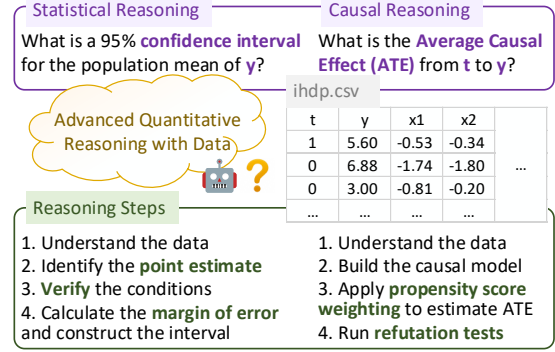 Statistical Reasoning
What is a 95% confidence interval
for the population mean of y?
Causal Reasoning
What is the Average Causal
Effect (ATE) from t to y?
Advanced Quantitative
Reasoning with Data
ihdp.csv
t y x1 x2
1 5.60 -0.53 -0.34
0 6.88 -1.74 -1.80
0 3.00 -0.81 -0.20
... ... ... ...
...
Reasoning Steps
1. Understand the data
2. Identify the point estimate
3. Verify the conditions
4. Calculate the margin of error
and construct the interval
1. Understand the data
2. Build the causal model
3. Apply propensity score
weighting to estimate ATE
4. Run refutation tests